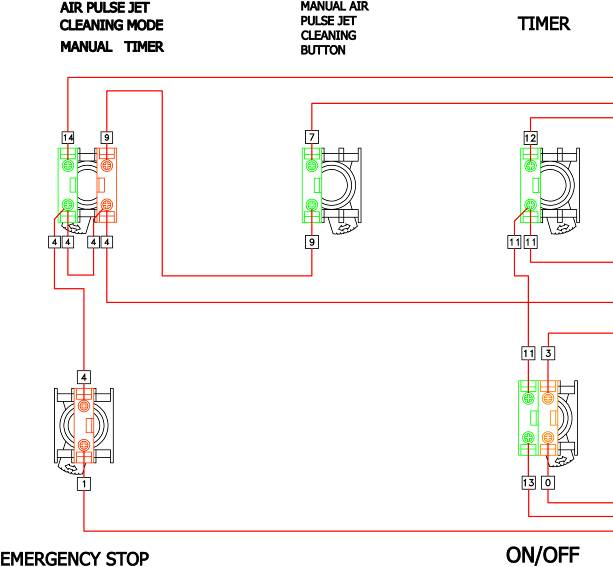 AIR PULSE JET
CLEANING MODE
MANUAL TIMER
MANUAL AIR
PULSE JET
CLEANING
BUTTON
TIMER
14 9 7 12
4 4 4 4 9 11 11
11 3
4
1 13 0
EMERGENCY STOP
ON/OFF